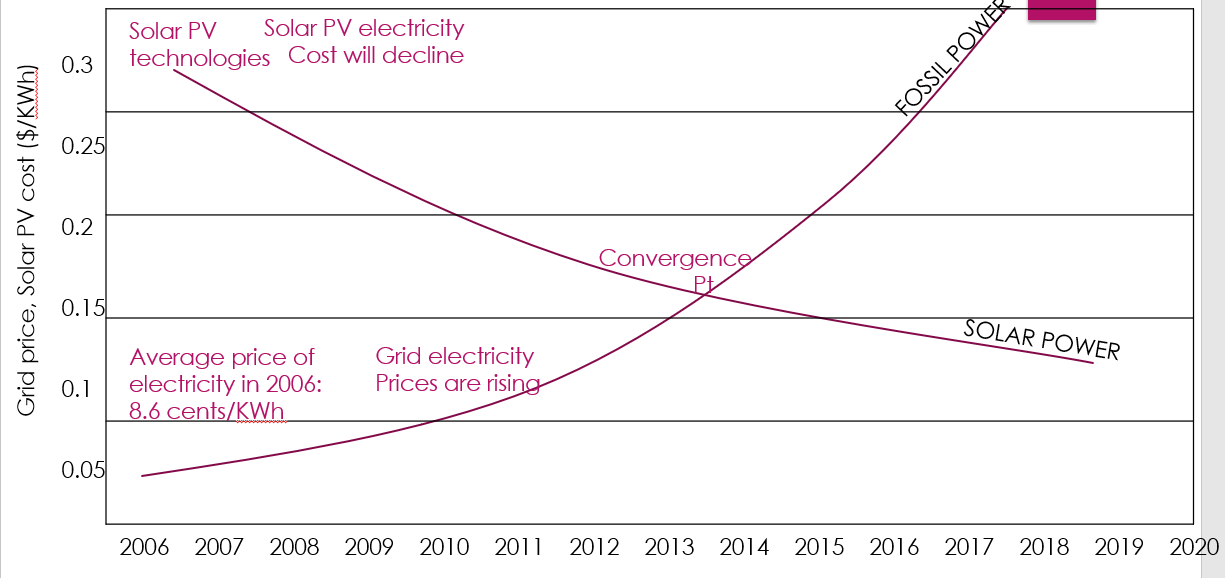 Solar PV
technologies
Solar PV electricity
Cost will decline
FOSSIL POWER
Grid price, Solar PV cost ($/KWh)
0.3
0.25
0.2
0.15
0.1
0.05
Convergence
Pt
SOLAR POWER
Average price of
electricity in 2006:
8.6 cents/KWh
Grid electricity
Prices are rising
2006 2007 2008 2009 2010 2011 2012 2013 2014 2015 2016 2017 2018 2019 2020